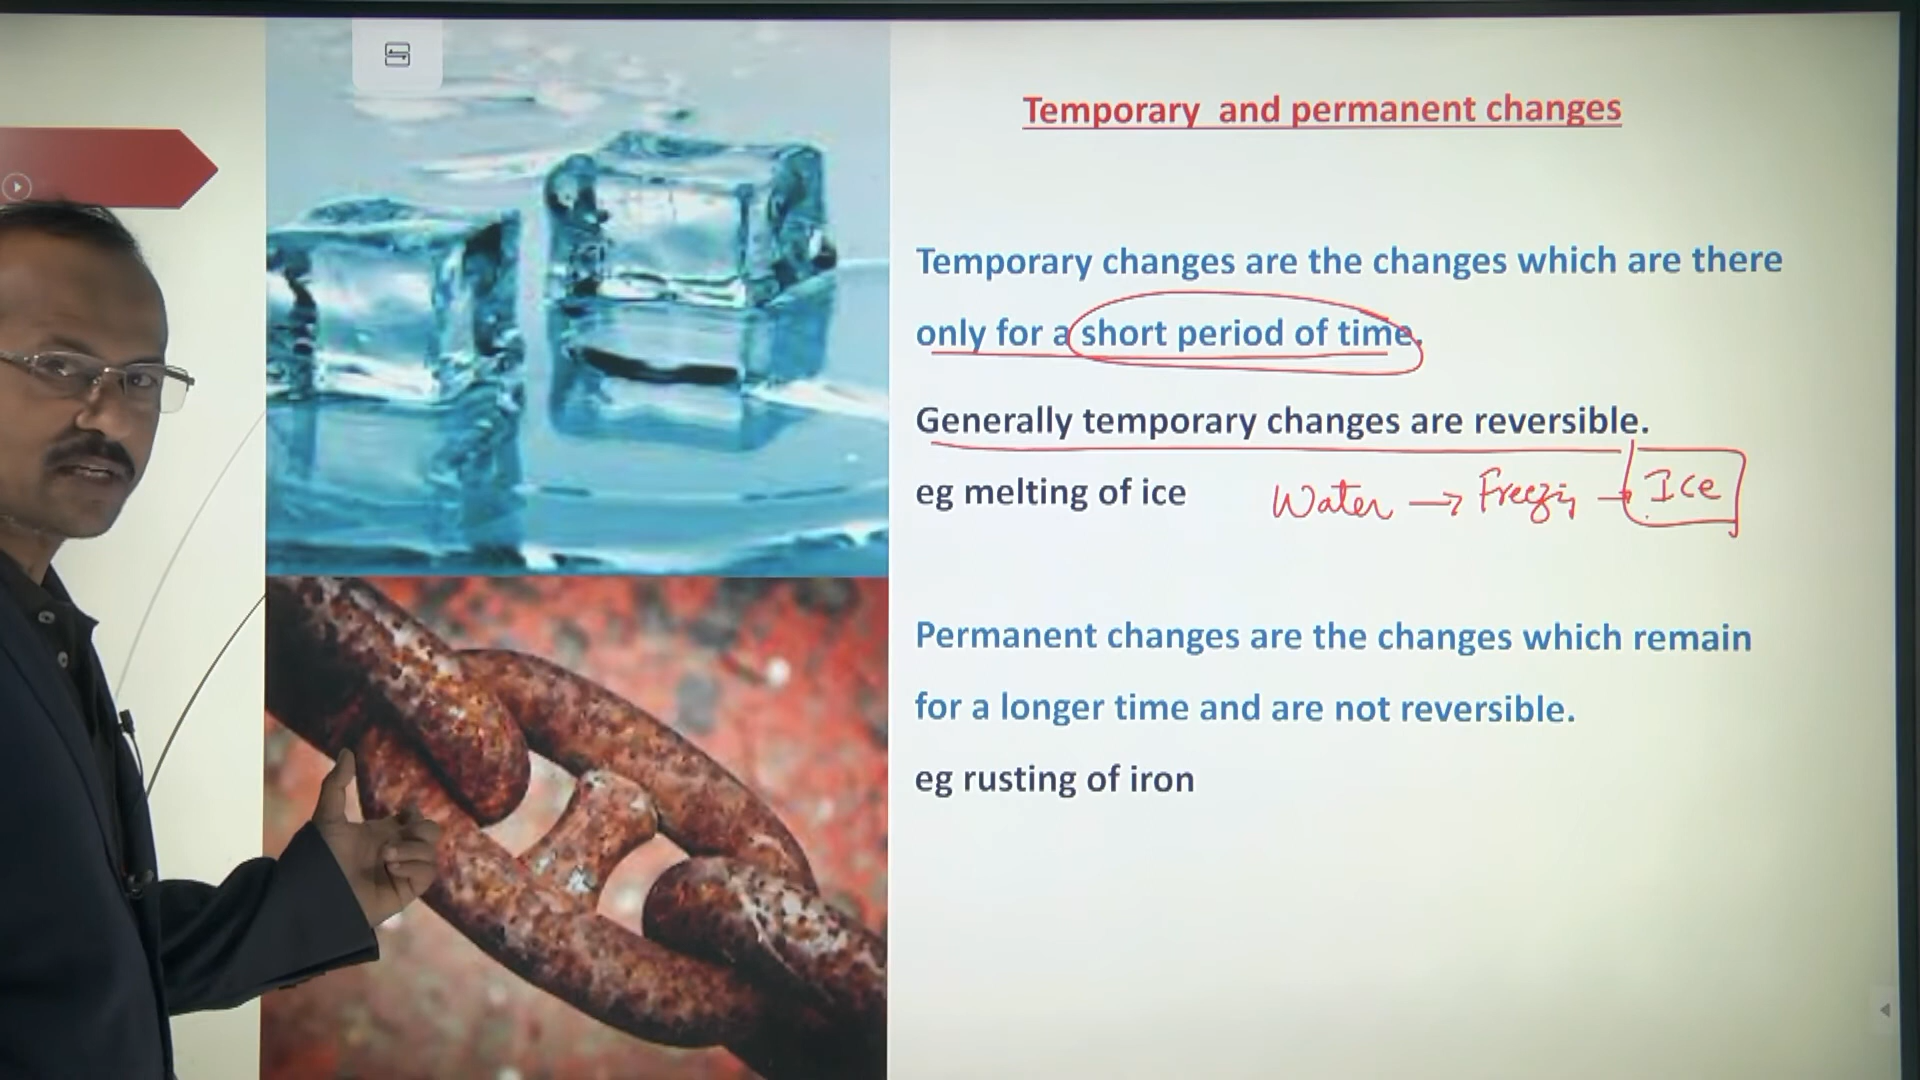 Temporary and permanent changes
Temporary changes are the changes which are there
only for a short period of time.
Generally temporary changes are reversible.
eg melting of ice Water → Freezing → Ice
Permanent changes are the changes which remain
for a longer time and are not reversible.
eg rusting of iron